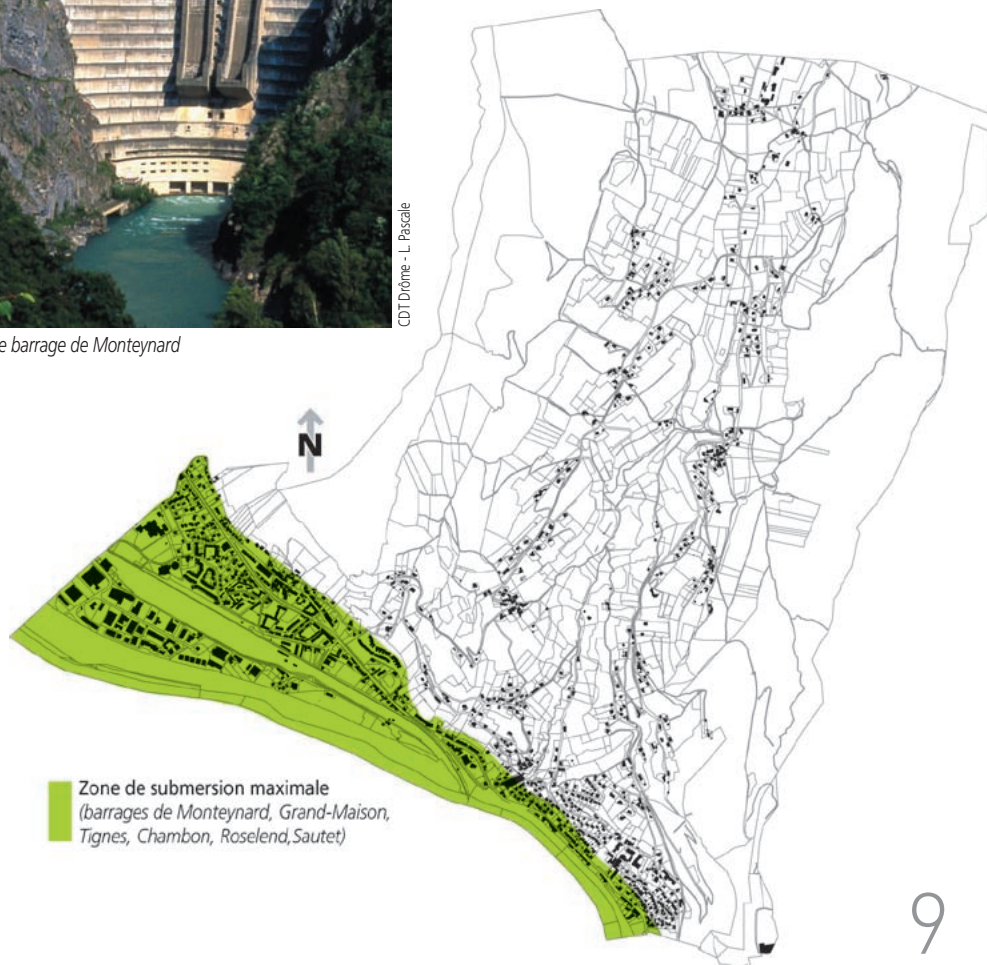 CDT Drôme - L. Pascale
e barrage de Monteynard
N
Zone de submersion maximale
(barrages de Monteynard, Grand-Maison,
Tignes, Chambon, Roselend,Sautet)
9